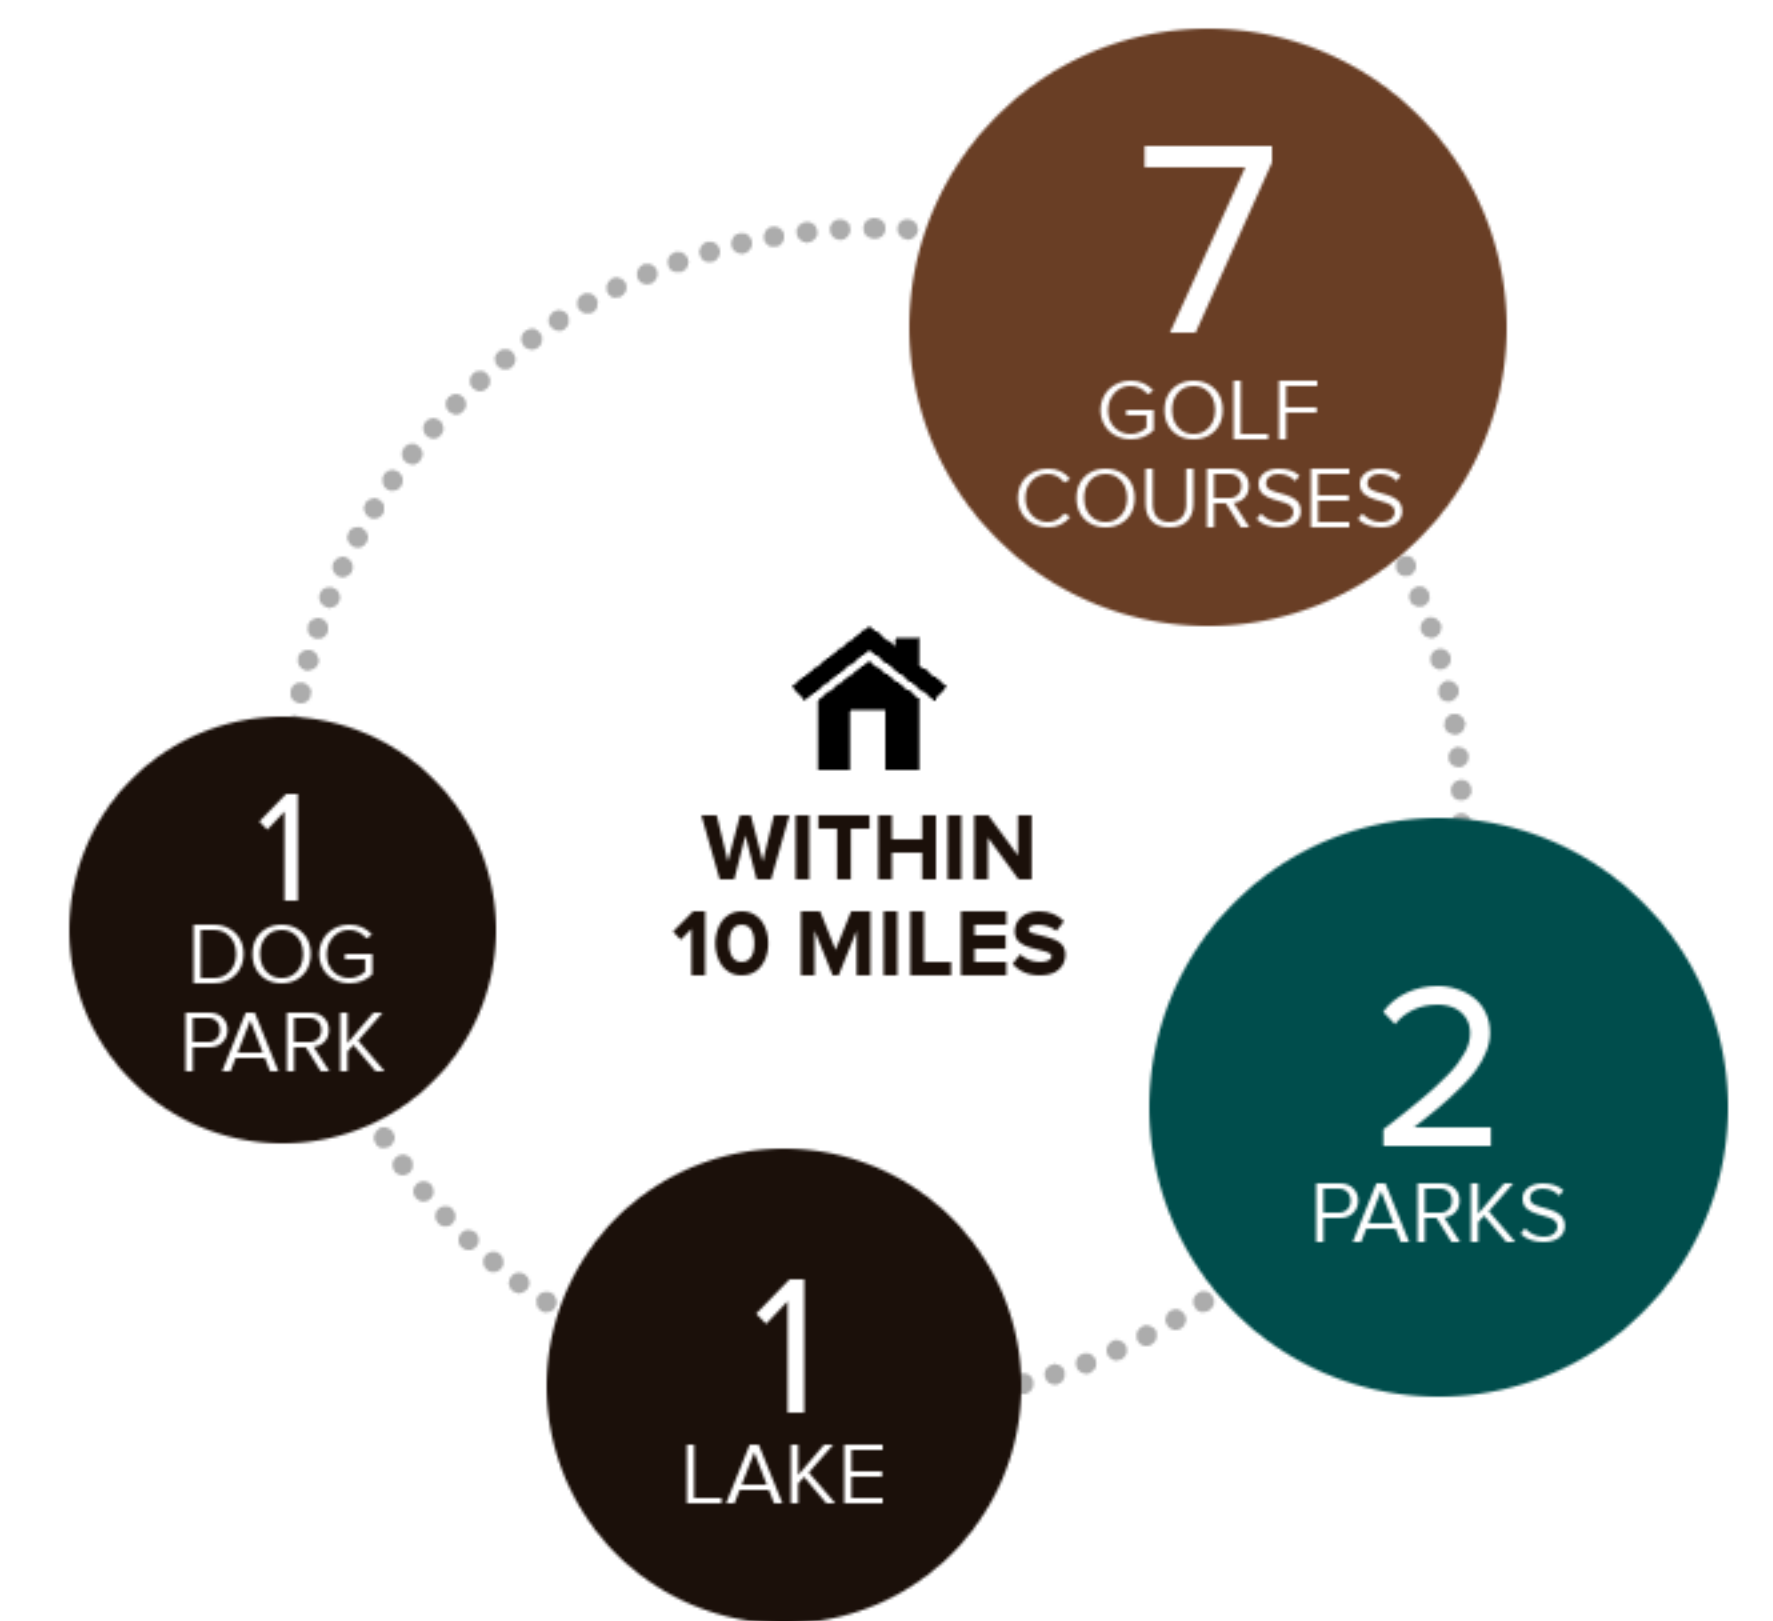 7
GOLF
COURSES
WITHIN
10 MILES
1
DOG
PARK
2
PARKS
1
LAKE